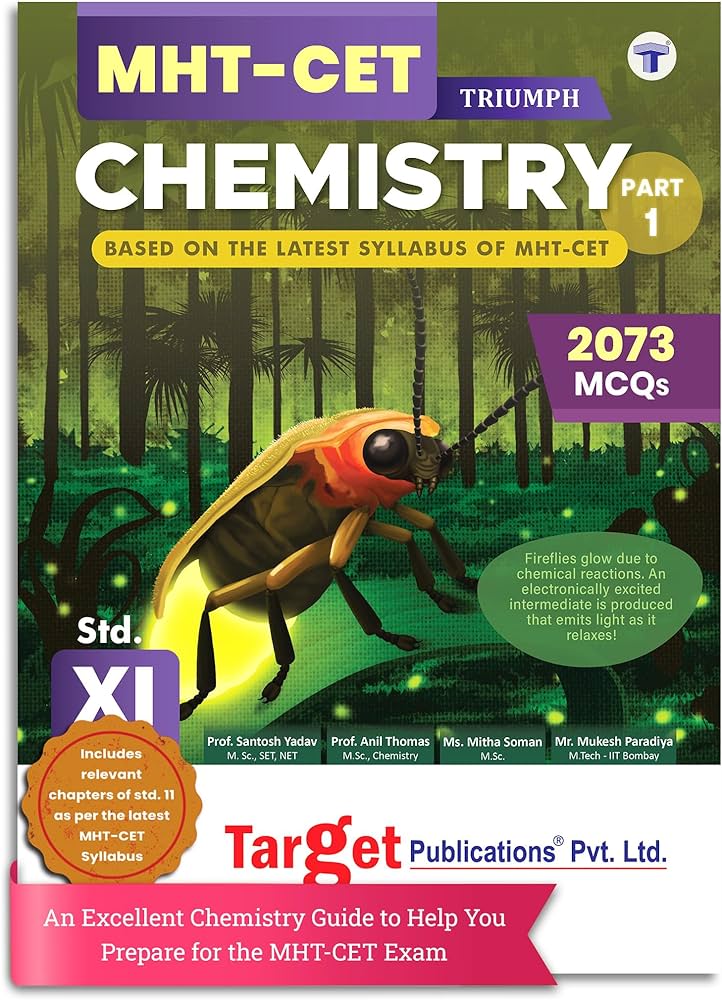 MHT-CET
TRIUMPH
T
CHEMISTRY
PART
1
BASED ON THE LATEST SYLLABUS OF MHT-CET
2073
MCQs
Fireflies glow due to
chemical reactions. An
electronically excited
intermediate is produced
that emits light as it
relaxes!
Std.
XI
Prof. Santosh Yadav
M. Sc., SET, NET
Prof. Anil Thomas
M.Sc., Chemistry
Ms. Mitha Soman
M.Sc.
Mr. Mukesh Paradiya
M.Tech - IIT Bombay
Includes
relevant
chapters of std. 11
as per the latest
MHT-CET
Syllabus
Target Publications® Pvt. Ltd.
An Excellent Chemistry Guide to Help You
Prepare for the MHT-CET Exam